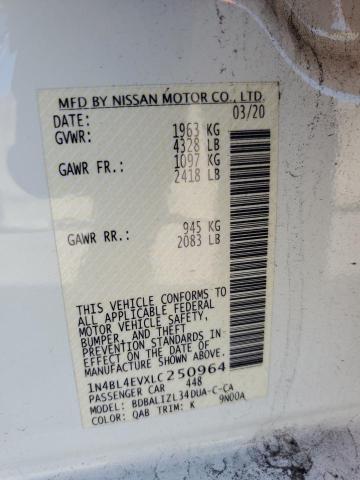 MFD BY NISSAN MOTOR CO., LTD.
DATE: 03/20
GVWR: 1963 KG
4328 LB
GAWR FR.: 1097 KG
2418 LB
GAWR RR.: 945 KG
2083 LB
THIS VEHICLE CONFORMS TO
ALL APPLICABLE FEDERAL
MOTOR VEHICLE SAFETY,
BUMPER, AND THEFT
PREVENTION STANDARDS IN-
EFFECT ON THE DATE OF
MANUFACTURE SHOWN ABOVE.
1N4BL4EVXLC250964
PASSENGER CAR 448
MODEL: BDBALIZL34DUA-C-CA
COLOR: QAB TRIM: K 9N00A